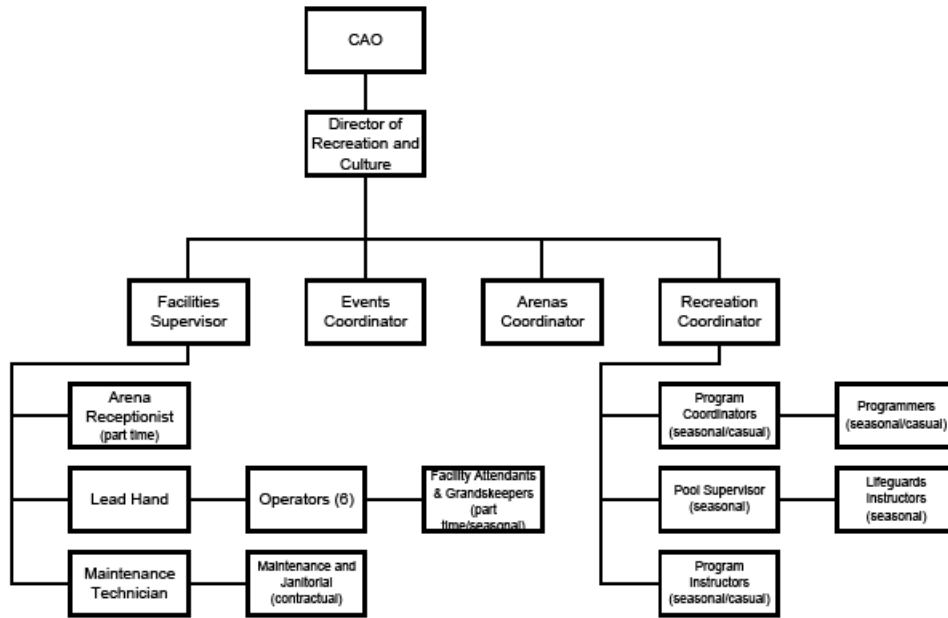 CAO
Director of
Recreation and
Culture
Facilities
Supervisor
Events
Coordinator
Arenas
Coordinator
Recreation
Coordinator
Arena
Receptionist
(part time)
Program
Coordinators
(seasonal/casual)
Programmers
(seasonal/casual)
Lead Hand
Operators (6)
Facility Attendants
& Grandskeepers
(part
time/seasonal)
Pool Supervisor
(seasonal)
Lifeguards
Instructors
(seasonal)
Maintenance
Technician
Maintenance and
Janitorial
(contractual)
Program
Instructors
(seasonal/casual)